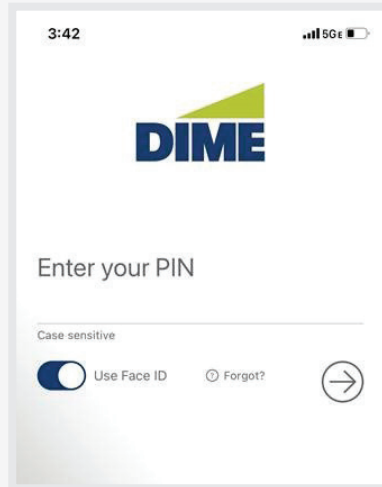 3:42 5GE
DIME
Enter your PIN
Case sensitive
Use Face ID Forgot?